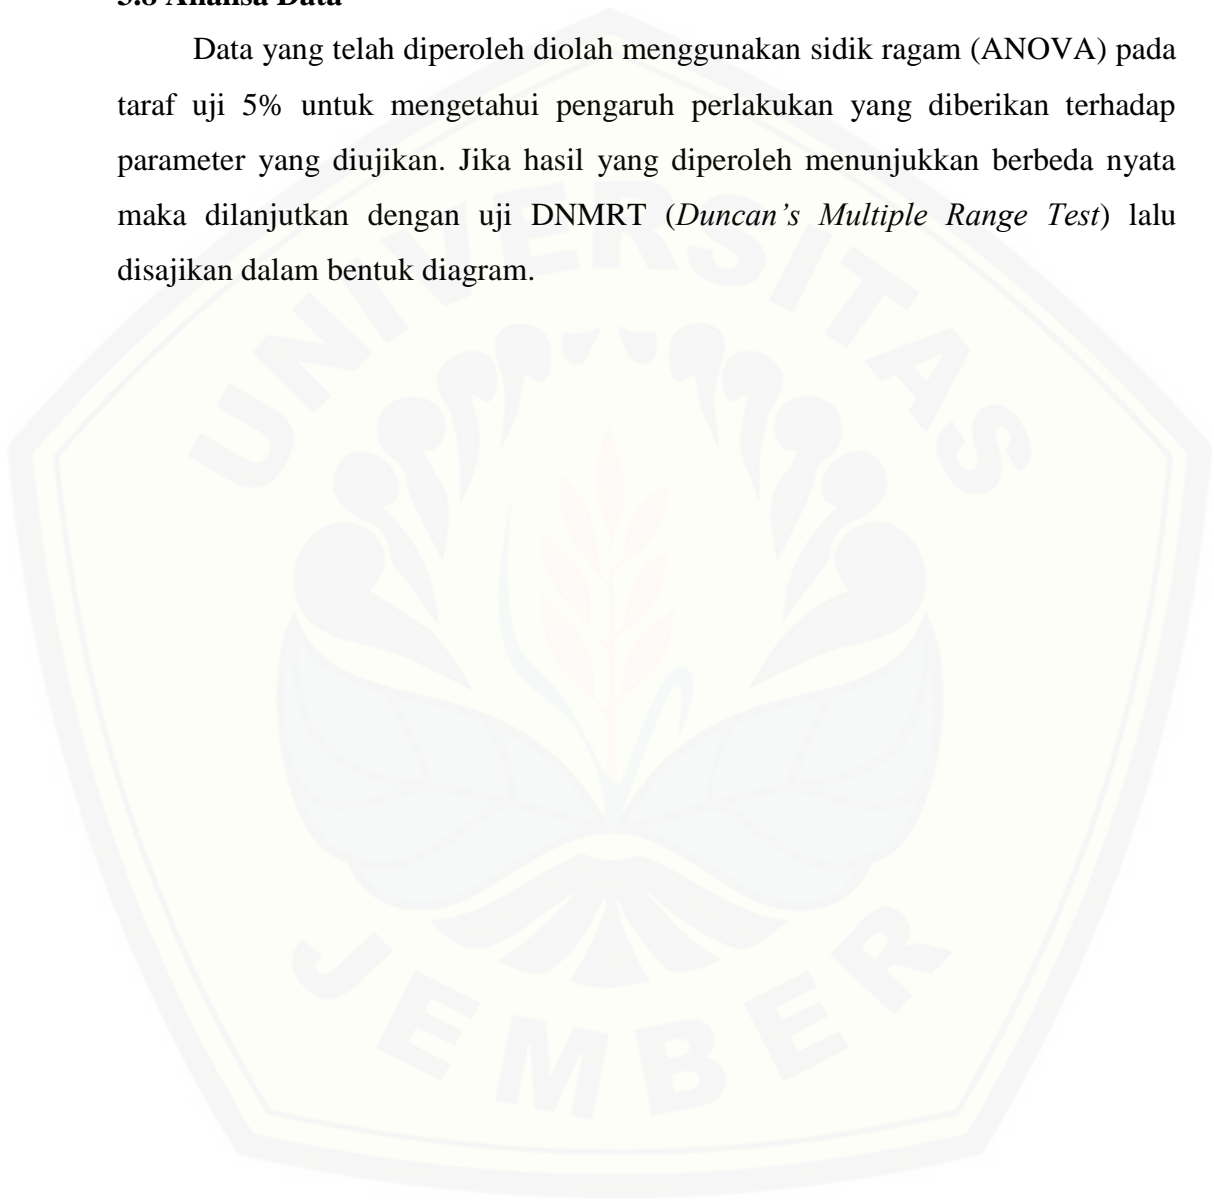 3.8 Analisa Data
Data yang telah diperoleh diolah menggunakan sidik ragam (ANOVA) pada
taraf uji 5% untuk mengetahui pengaruh perlakukan yang diberikan terhadap
parameter yang diujikan. Jika hasil yang diperoleh menunjukkan berbeda nyata
maka dilanjutkan dengan uji DNMRT (Duncan’s Multiple Range Test) lalu
disajikan dalam bentuk diagram.
UNIVERSITAS
JEMBER